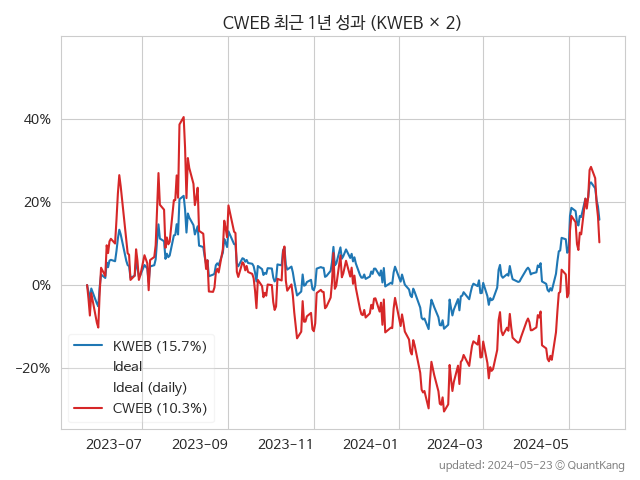 CWEB 최근 1년 성과 (KWEB × 2)
40%
20%
0%
−20%
KWEB (15.7%)
Ideal
Ideal (daily)
CWEB (10.3%)
2023-07 2023-09 2023-11 2024-01 2024-03 2024-05
updated: 2024-05-23 © QuantKang